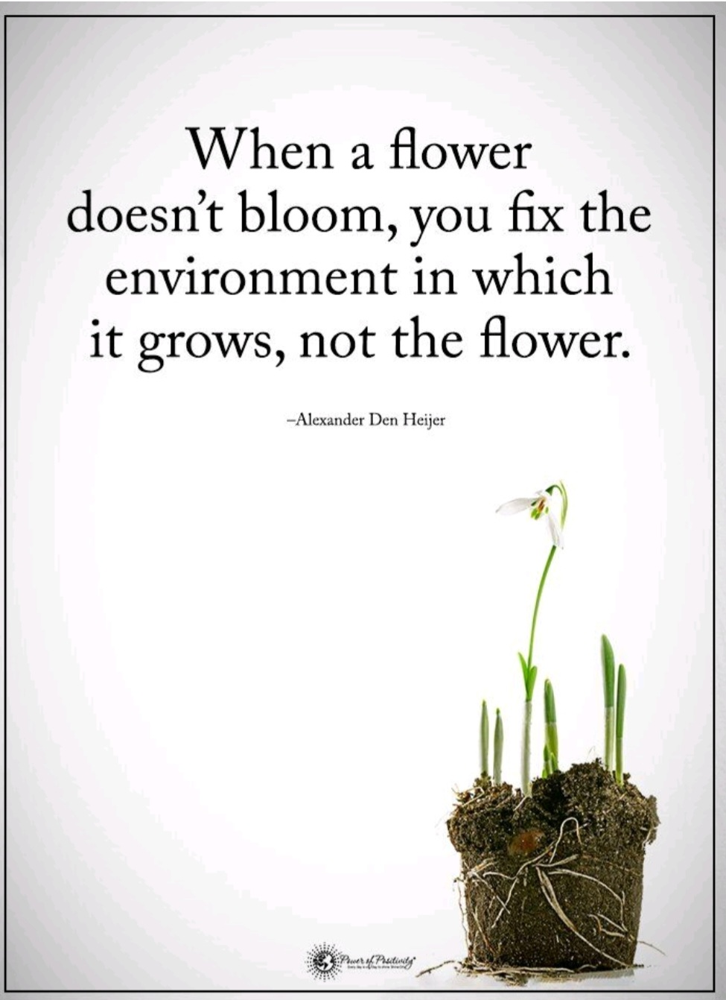 When a flower
doesn't bloom, you fix the
environment in which
it grows, not the flower.
–Alexander Den Heijer
Power of Positivity